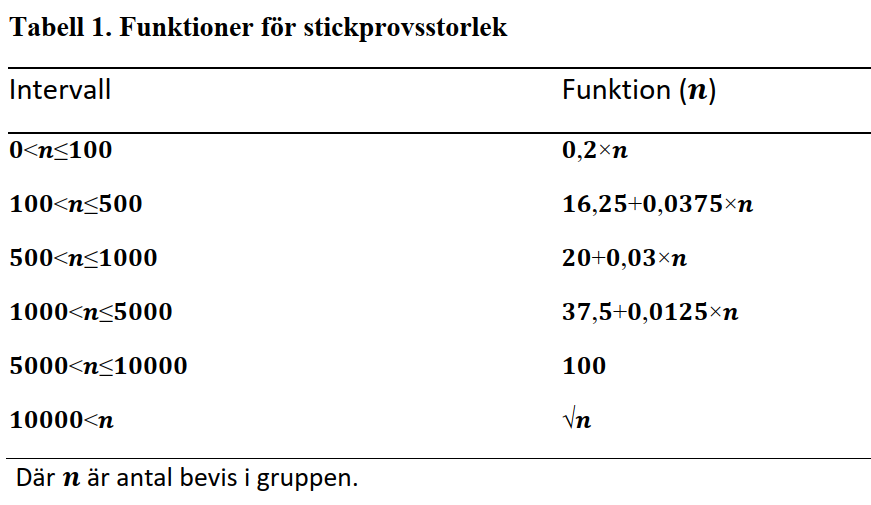 Tabell 1. Funktioner för stickprovsstorlek
Intervall Funktion (n)
0<n≤100 0,2×n
100<n≤500 16,25+0,0375×n
500<n≤1000 20+0,03×n
1000<n≤5000 37,5+0,0125×n
5000<n≤10000 100
10000<n √n
Där n är antal bevis i gruppen.